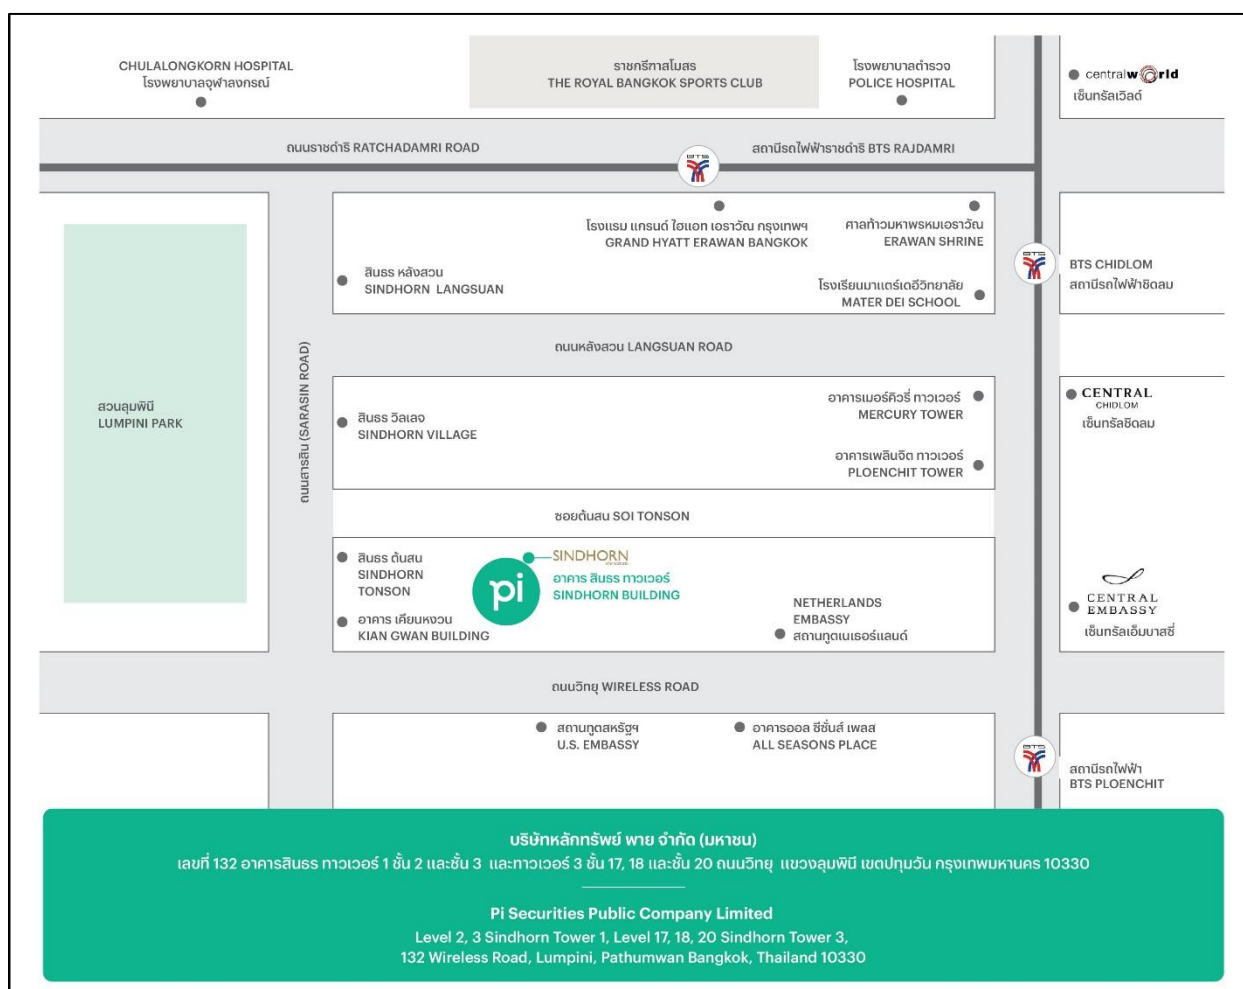 CHULALONGKORN HOSPITAL
โรงพยาบาลจุฬาลงกรณ์
ราชกรีฑาสโมสร
THE ROYAL BANGKOK SPORTS CLUB
โรงพยาบาลตำรวจ
POLICE HOSPITAL
centralwOrld
เซ็นทรัลเวิลด์
ถนนราชดำริ RATCHADAMRI ROAD
สถานีรถไฟฟ้าราชดำริ BTS RAJDAMRI
BTS
โรงแรม แกรนด์ ไฮแอท เอราวัณ กรุงเทพฯ
GRAND HYATT ERAWAN BANGKOK
ศาลท้าวมหาพรหมเอราวัณ
ERAWAN SHRINE
BTS
BTS CHIDLOM
สถานีรถไฟฟ้าชิดลม
สินธร หลังสวน
SINDHORN LANGSUAN
โรงเรียนมาแตร์เดอีวิทยาลัย
MATER DEI SCHOOL
ถนนหลังสวน LANGSUAN ROAD
ถนนสารสิน (SARASIN ROAD)
สวนลุมพินี
LUMPINI PARK
สินธร วิลเลจ
SINDHORN VILLAGE
อาคารเมอร์คิวรี่ ทาวเวอร์
MERCURY TOWER
CENTRAL
CHIDLOM
เซ็นทรัลชิดลม
อาคารเพลินจิต ทาวเวอร์
PLOENCHIT TOWER
ซอยต้นสน SOI TONSON
สินธร ต้นสน
SINDHORN
TONSON
pi
SINDHORN
อาคาร สินธร ทาวเวอร์
SINDHORN BUILDING
อาคาร เคียนหงวน
KIAN GWAN BUILDING
NETHERLANDS
EMBASSY
สถานทูตเนเธอร์แลนด์
CENTRAL
EMBASSY
เซ็นทรัลเอ็มบาสซี่
ถนนวิทยุ WIRELESS ROAD
สถานทูตสหรัฐฯ
U.S. EMBASSY
อาคารออล ซีซั่นส์ เพลส
ALL SEASONS PLACE
BTS
สถานีรถไฟฟ้า
BTS PLOENCHIT
บริษัทหลักทรัพย์ พาย จำกัด (มหาชน)
เลขที่ 132 อาคารสินธร ทาวเวอร์ 1 ชั้น 2 และชั้น 3 และทาวเวอร์ 3 ชั้น 17, 18 และชั้น 20 ถนนวิทยุ แขวงลุมพินี เขตปทุมวัน กรุงเทพมหานคร 10330
Pi Securities Public Company Limited
Level 2, 3 Sindhorn Tower 1, Level 17, 18, 20 Sindhorn Tower 3,
132 Wireless Road, Lumpini, Pathumwan Bangkok, Thailand 10330